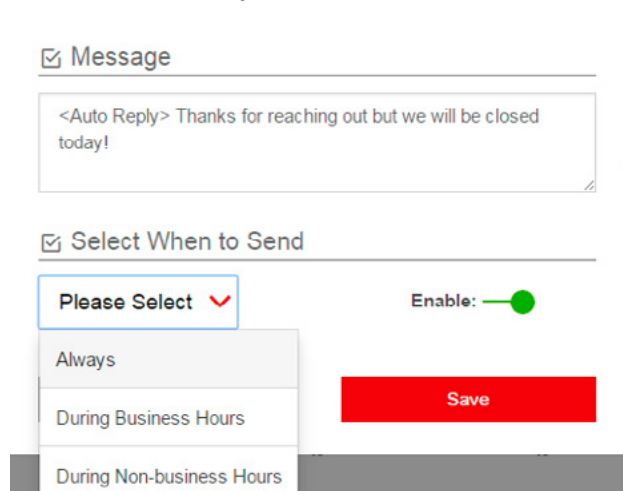 Message
<Auto Reply> Thanks for reaching out but we will be closed
today!
Select When to Send
Please Select
Enable:
Always
Save
During Business Hours
During Non-business Hours